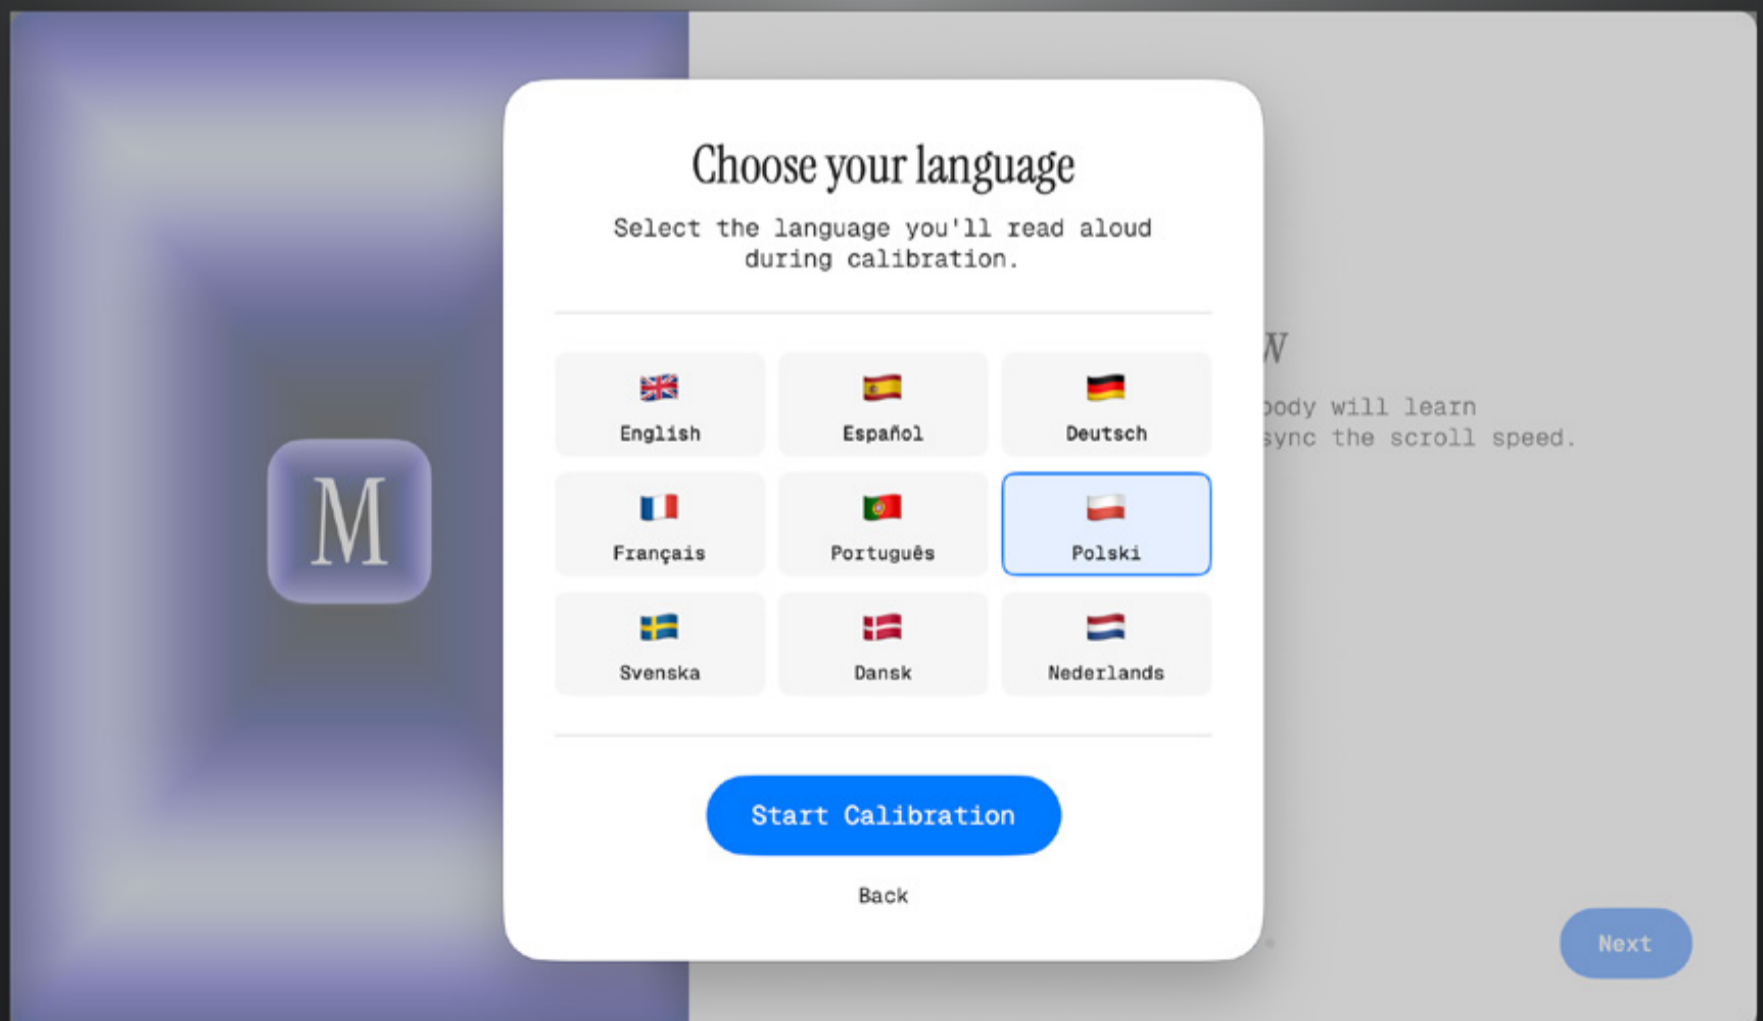 Choose your language
Select the language you'll read aloud
during calibration.
English
Español
Deutsch
Français
Português
Polski
Svenska
Dansk
Nederlands
Start Calibration
Back
M
will learn
sync the scroll speed.
Next